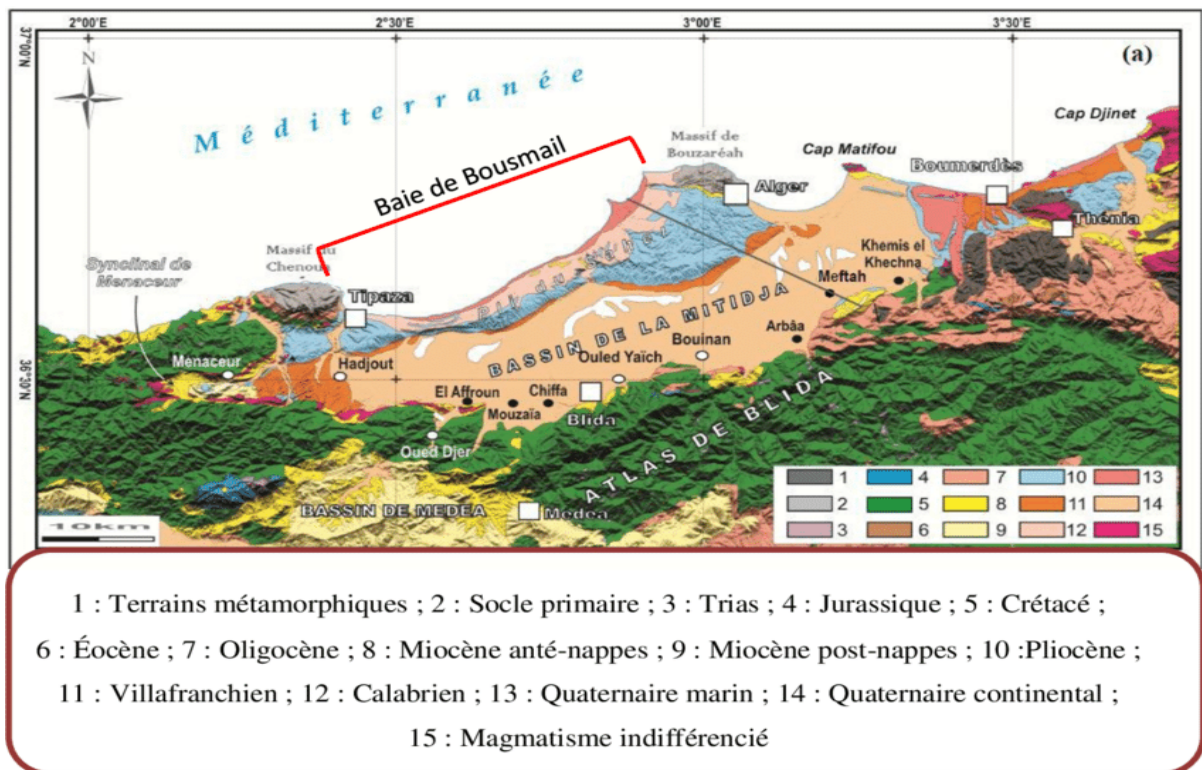 2°00'E
2°30'E
3°00'E
3°30'E
37°00'N
(a)
N
Méditerranée
Cap Djinet
Massif de
Bouzaréah
Cap Matifou
Boumerdès
Baie de Bousmail
Alger
Thénia
Massif du
Chenoua
Khemis el
Khechna
Synclinal de
Menaceur
Meftah
Tipaza
Pli du Sahel
BASSIN DE LA MITIDJA
Arbâa
Bouinan
Menaceur
Hadjout
Ouled Yaïch
36°30'N
El Affroun
Chiffa
Mouzaïa
Blida
ATLAS DE BLIDA
Oued Djer
BASSIN DE MEDEA
Médéa
10km
1 4 7 10 13
2 5 8 11 14
3 6 9 12 15
1 : Terrains métamorphiques ; 2 : Socle primaire ; 3 : Trias ; 4 : Jurassique ; 5 : Crétacé ;
6 : Éocène ; 7 : Oligocène ; 8 : Miocène anté-nappes ; 9 : Miocène post-nappes ; 10 :Pliocène ;
11 : Villafranchien ; 12 : Calabrien ; 13 : Quaternaire marin ; 14 : Quaternaire continental ;
15 : Magmatisme indifférencié